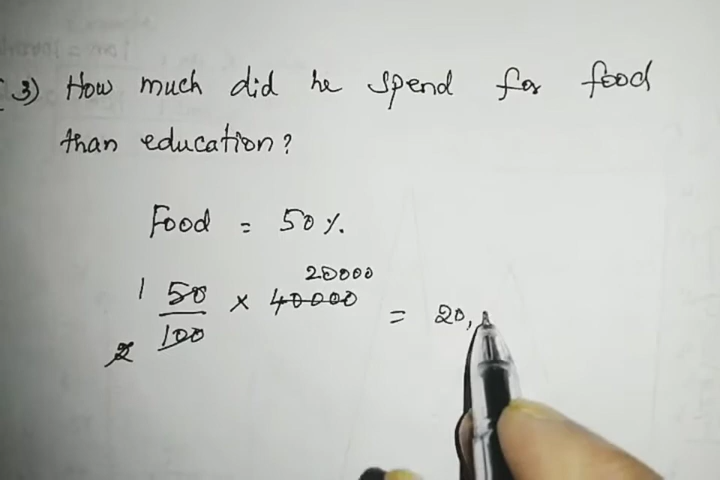 3) How much did he spend for food
than education?
Food = 50%.
1 50/100 × 40000 = 20,
20000
2